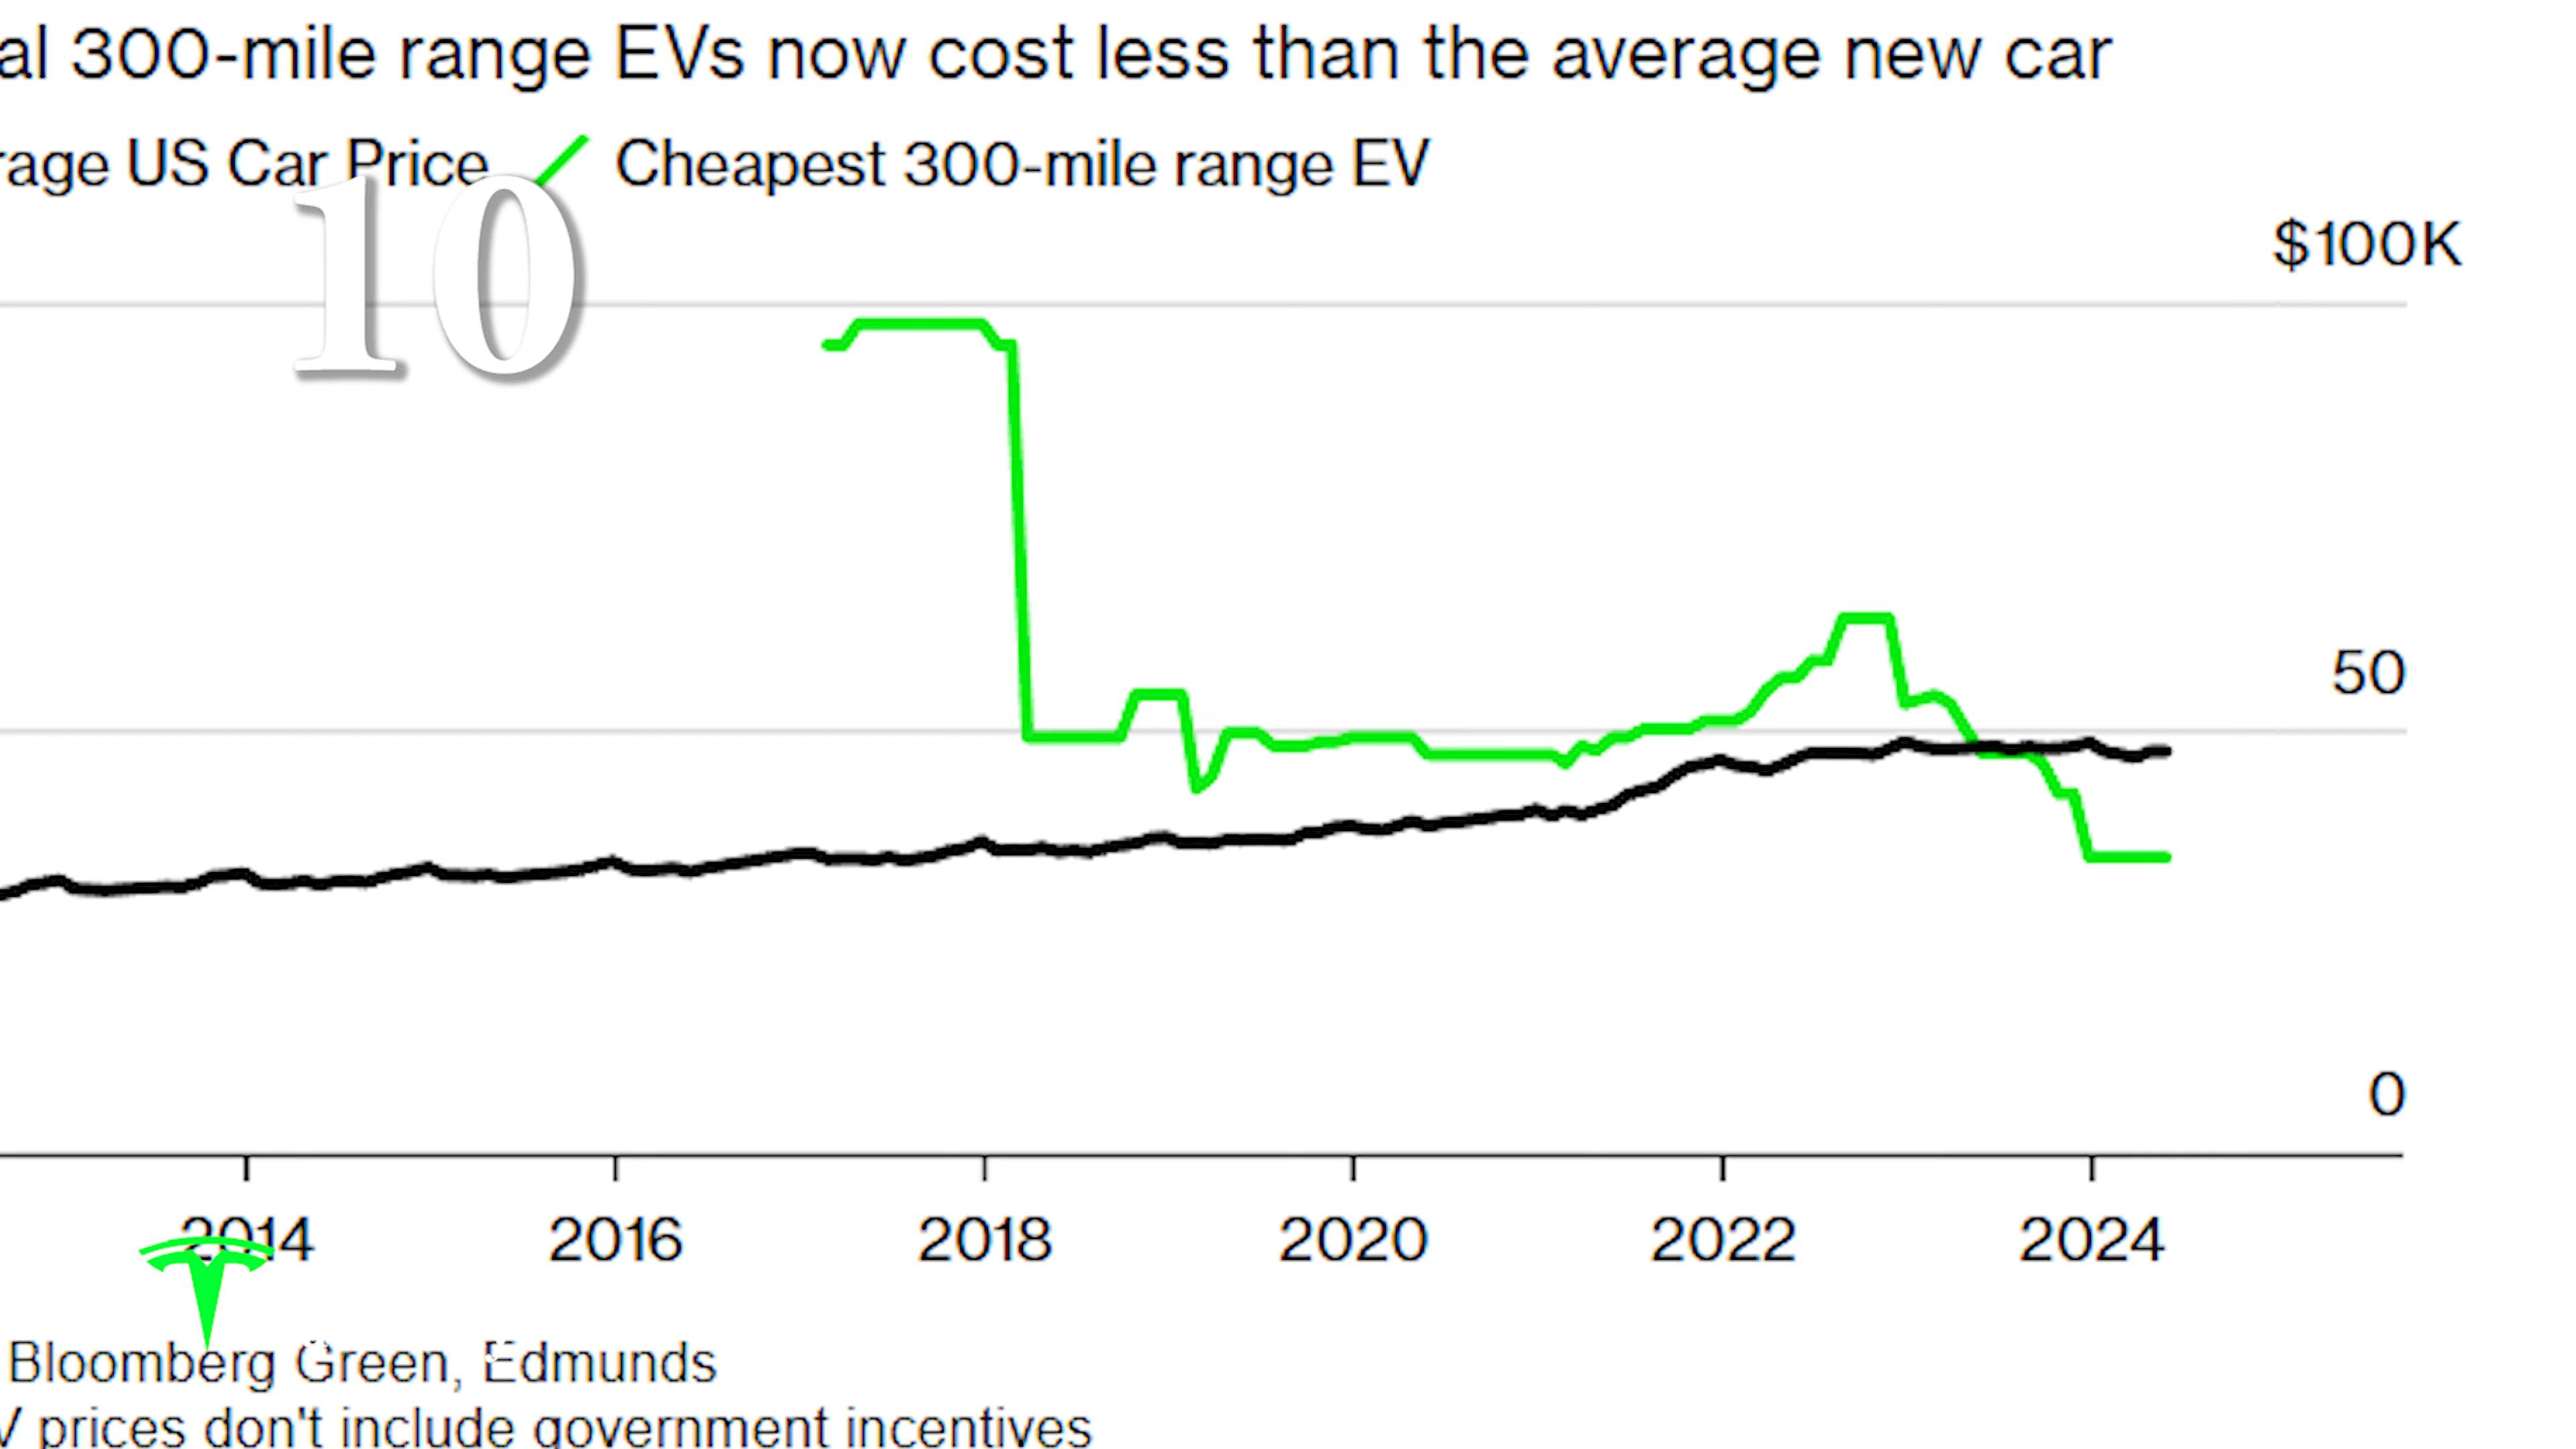 al 300-mile range EVs now cost less than the average new car
rage US Car Price Cheapest 300-mile range EV
10
$100K
50
0
2014 2016 2018 2020 2022 2024
Bloomberg Green, Edmunds
V prices don't include government incentives